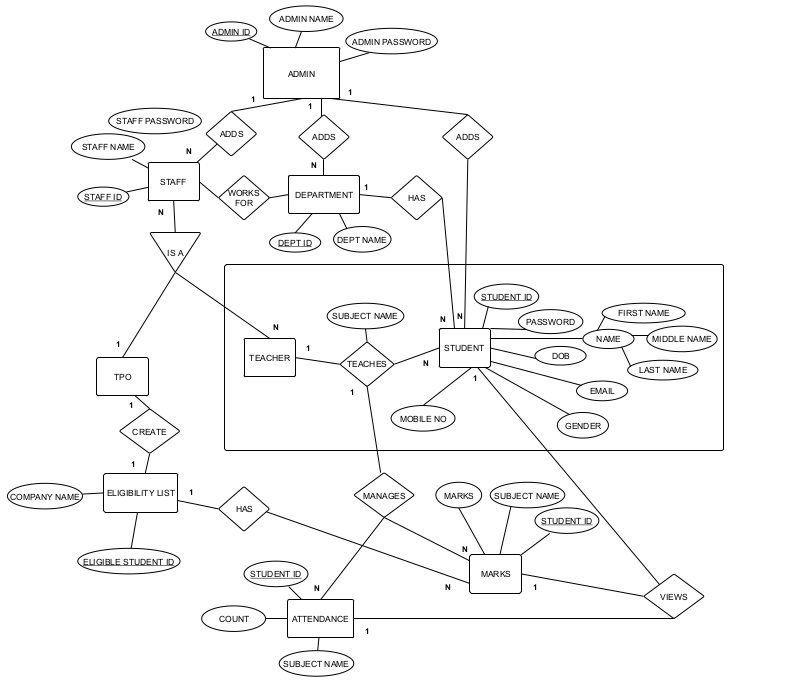 ADMIN NAME
ADMIN ID
ADMIN PASSWORD
ADMIN
1
1
1
STAFF PASSWORD
ADDS
ADDS
ADDS
STAFF NAME
N
N
STAFF
WORKS
FOR
DEPARTMENT
1
HAS
STAFF ID
N
DEPT ID
DEPT NAME
IS A
STUDENT ID
SUBJECT NAME
FIRST NAME
N
N
N
PASSWORD
NAME
MIDDLE NAME
1
1
STUDENT
TEACHER
TEACHES
N
DOB
LAST NAME
TPO
1
1
EMAIL
1
MOBILE NO
GENDER
CREATE
1
ELIGIBILITY LIST
1
COMPANY NAME
HAS
MANAGES
MARKS
SUBJECT NAME
STUDENT ID
N
ELIGIBLE STUDENT ID
STUDENT ID
MARKS
N
N
1
VIEWS
COUNT
ATTENDANCE
1
SUBJECT NAME